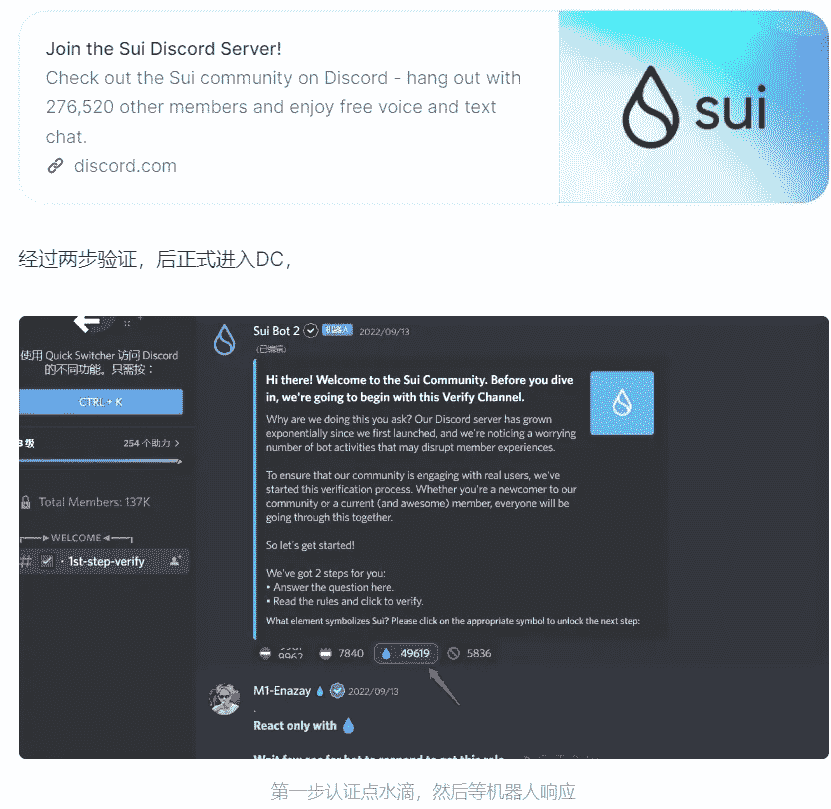 Join the Sui Discord Server!
Check out the Sui community on Discord - hang out with
276,520 other members and enjoy free voice and text
chat.
discord.com
sui
经过两步验证，后正式进入DC，
使用 Quick Switcher 访问 Discord
的不同功能。只需按：
CTRL + K
3 级
254 个助力 >
Total Members: 137K
WELCOME
1st-step-verify
Sui Bot 2 机器人 2022/09/13
(已编辑)
Hi there! Welcome to the Sui Community. Before you dive
in, we're going to begin with this Verify Channel.
Why are we doing this you ask? Our Discord server has grown
exponentially since we first launched, and we're noticing a worrying
number of bot activities that may disrupt member experiences.
To ensure that our community is engaging with real users, we've
started this verification process. Whether you're a newcomer to our
community or a current (and awesome) member, everyone will be
going through this together.
So let's get started!
We've got 2 steps for you:
• Answer the question here.
• Read the rules and click to verify.
What element symbolizes Sui? Please click on the appropriate symbol to unlock the next step:
7840 49619 5836
M1-Enazay 2022/09/13
.
React only with
Wait few sec for bot to respond to get this role
第一步认证点水滴，然后等机器人响应